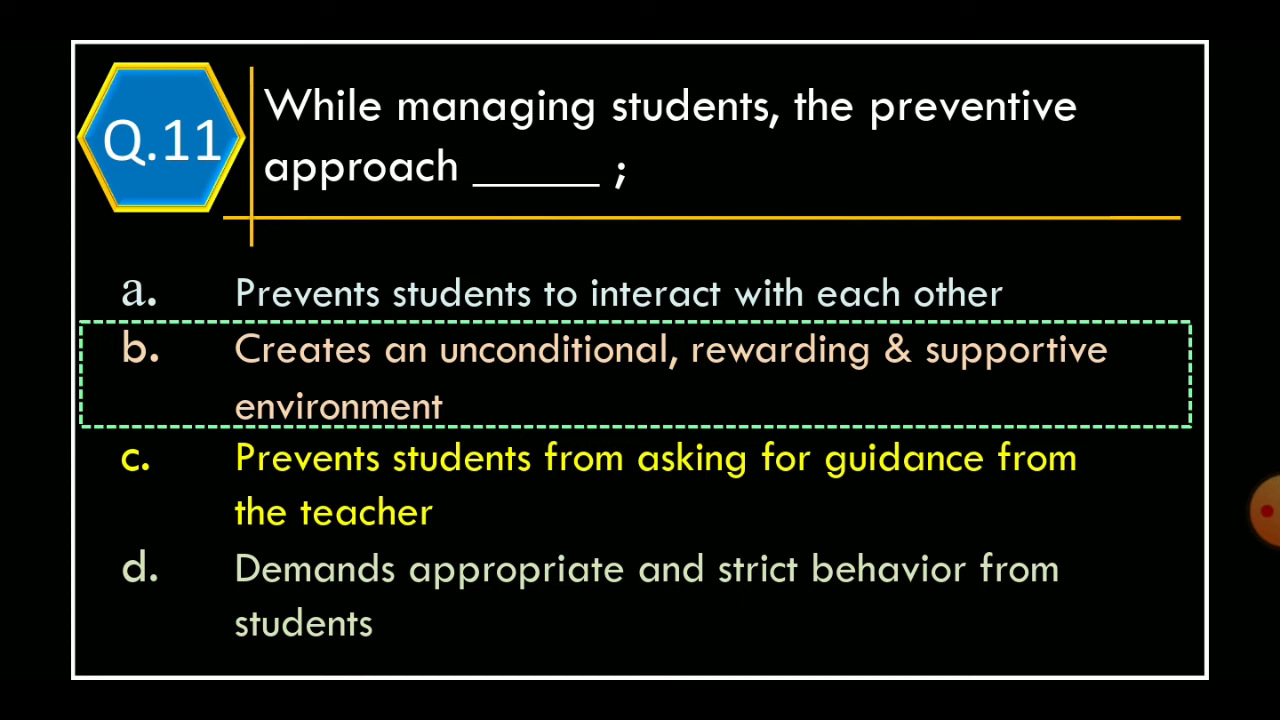 Q.11
While managing students, the preventive
approach ______ ;
a. Prevents students to interact with each other
b. Creates an unconditional, rewarding & supportive
environment
c. Prevents students from asking for guidance from
the teacher
d. Demands appropriate and strict behavior from
students